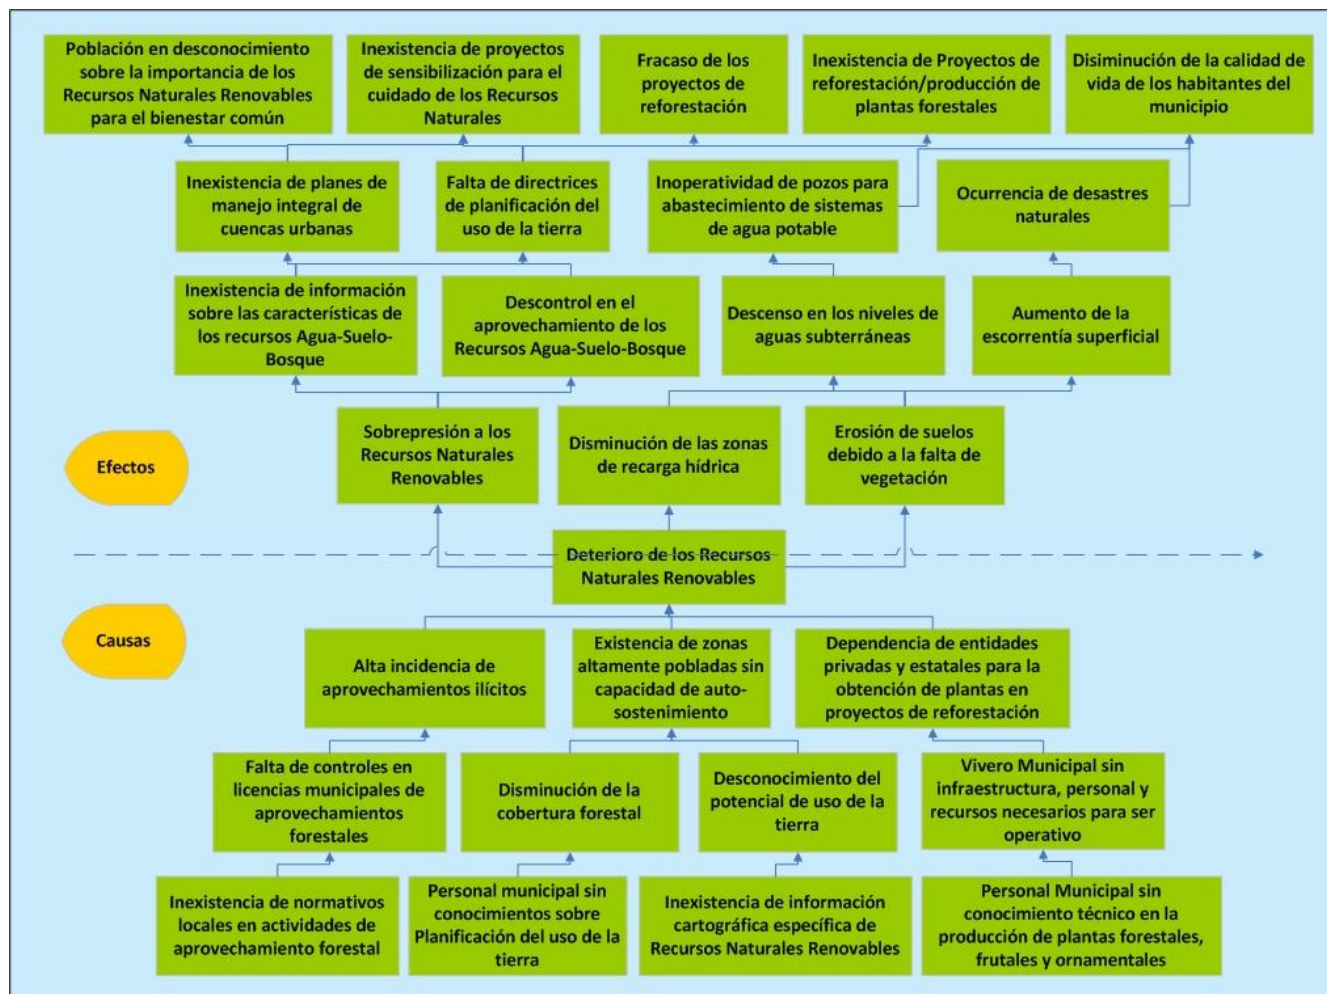 Población en desconocimiento
sobre la importancia de los
Recursos Naturales Renovables
para el bienestar común
Inexistencia de proyectos
de sensibilización para el
cuidado de los Recursos
Naturales
Fracaso de los
proyectos de
reforestación
Inexistencia de Proyectos de
reforestación/producción de
plantas forestales
Disiminución de la calidad de
vida de los habitantes del
municipio
Inexistencia de planes de
manejo integral de
cuencas urbanas
Falta de directrices
de planificación del
uso de la tierra
Inoperatividad de pozos para
abastecimiento de sistemas
de agua potable
Ocurrencia de desastres
naturales
Inexistencia de información
sobre las características de
los recursos Agua-Suelo-
Bosque
Descontrol en el
aprovechamiento de los
Recursos Agua-Suelo-Bosque
Descenso en los niveles de
aguas subterráneas
Aumento de la
escorrentía superficial
Efectos
Sobrepresión a los
Recursos Naturales
Renovables
Disminución de las zonas
de recarga hídrica
Erosión de suelos
debido a la falta de
vegetación
Deterioro de los Recursos
Naturales Renovables
Causas
Alta incidencia de
aprovechamientos ilícitos
Existencia de zonas
altamente pobladas sin
capacidad de auto-
sostenimiento
Dependencia de entidades
privadas y estatales para la
obtención de plantas en
proyectos de reforestación
Falta de controles en
licencias municipales de
aprovechamientos
forestales
Disminución de la
cobertura forestal
Desconocimiento del
potencial de uso de la
tierra
Vivero Municipal sin
infraestructura, personal y
recursos necesarios para ser
operativo
Inexistencia de normativos
locales en actividades de
aprovechamiento forestal
Personal municipal sin
conocimientos sobre
Planificación del uso de la
tierra
Inexistencia de información
cartográfica específica de
Recursos Naturales Renovables
Personal Municipal sin
conocimiento técnico en la
producción de plantas forestales,
frutales y ornamentales